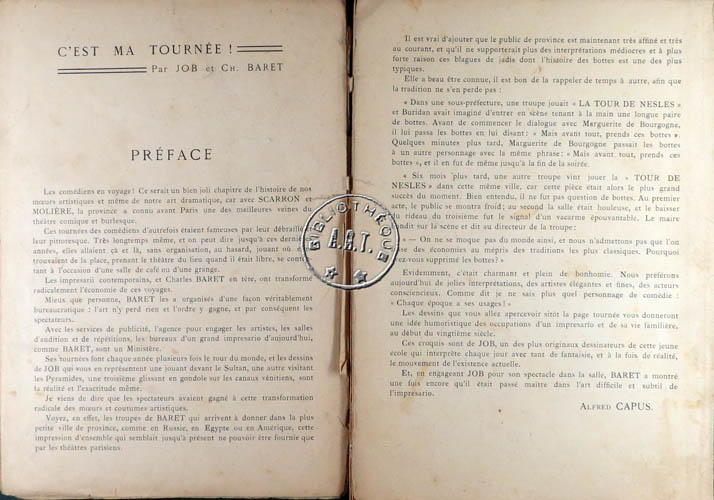 C'EST MA TOURNÉE !
Par JOB et CH. BARET
PRÉFACE
Les comédiens en voyage! Ce serait un bien joli chapitre de l'histoire de nos
mœurs artistiques et même de notre art dramatique, car avec SCARRON et
MOLIÈRE, la province a connu avant Paris une des meilleures veines du
théâtre comique et burlesque.
Ces tournées des comédiens d'autrefois étaient fameuses par leur débraillé
leur pittoresque. Très longtemps même, et on peut dire jusqu'à ces dern
années, elles allaient çà et là, sans organisation, au hasard, jouant où
trouvaient de la place, prenant le théâtre du lieu quand il était libre, se cont
tant à l'occasion d'une salle de café ou d'une grange.
Les impresarii contemporains, et Charles BARET en tête, ont transformé
radicalement l'économie de ces voyages.
Mieux que personne, BARET les a organisés d'une façon véritablement
bureaucratique : l'art n'y perd rien et l'ordre y gagne, et par conséquent les
spectateurs.
Avec les services de publicité, l'agence pour engager les artistes, les salles
d'audition et de répétitions, les bureaux d'un grand impresario d'aujourd'hui,
comme BARET, sont un Ministère.
Ses tournées font chaque année plusieurs fois le tour du monde, et les dessins
de JOB qui vous en représentent une jouant devant le Sultan, une autre visitant
les Pyramides, une troisième glissant en gondole sur les canaux vénitiens, sont
la réalité et l'exactitude même.
Je viens de dire que les spectateurs avaient gagné à cette transformation
radicale des mœurs et coutumes artistiques.
Voyez, en effet, les troupes de BARET qui arrivent à donner dans la plus
petite ville de province, comme en Russie, en Egypte ou en Amérique, cette
impression d'ensemble qui semblait jusqu'à présent ne pouvoir être fournie que
par les théâtres parisiens.
BIBLIOTHÈQUE
A.R.T.
Il est vrai d'ajouter que le public de province est maintenant très affiné et très
au courant, et qu'il ne supporterait plus des interprétations médiocres et à plus
forte raison ces blagues de jadis dont l'histoire des bottes est une des plus
typiques.
Elle a beau être connue, il est bon de la rappeler de temps à autre, afin que
la tradition ne s'en perde pas :
« Dans une sous-préfecture, une troupe jouait « LA TOUR DE NESLES » et
Buridan avait imaginé d'entrer en scène tenant à la main une longue paire
de bottes. Avant de commencer le dialogue avec Marguerite de Bourgogne,
il lui passa les bottes en lui disant : « Mais avant tout, prends ces bottes ».
Quelques minutes plus tard, Marguerite de Bourgogne passait les bottes
à un autre personnage avec la même phrase: « Mais avant tout, prends ces
bottes », et il en fut de même jusqu'à la fin de la soirée.
« Six mois plus tard, une autre troupe vint jouer la « TOUR DE
NESLES » dans cette même ville, car cette pièce était alors le plus grand
succès du moment. Bien entendu, il ne fut pas question de bottes. Au premier
acte, le public se montra froid; au second la salle était houleuse, et le baisser
du rideau du troisième fut le signal d'un vacarme épouvantable. Le maire
ndit sur la scène et dit au directeur de la troupe :
« — On ne se moque pas du monde ainsi, et nous n'admettons pas que l'on
sse des économies au mépris des traditions les plus classiques. Pourquoi
ez-vous supprimé les bottes? »
Evidemment, c'était charmant et plein de bonhomie. Nous préférons
aujourd'hui de jolies interprétations, des artistes élégants et fines, des acteurs
consciencieux. Comme dit je ne sais plus quel personnage de comédie :
« Chaque époque a ses usages! »
Les dessins que vous allez apercevoir sitôt la page tournée vous donneront
une idée humoristique des occupations d'un impresario et de sa vie familière,
au début du vingtième siècle.
Ces croquis sont de JOB, un des plus originaux dessinateurs de cette jeune
école qui interprète chaque jour avec tant de fantaisie, et à la fois de réalité,
le mouvement de l'existence actuelle.
Et, en engageant JOB pour son spectacle dans la salle, BARET a montré
une fois encore qu'il était passé maître dans l'art difficile et subtil de
l'impresario.
ALFRED CAPUS.